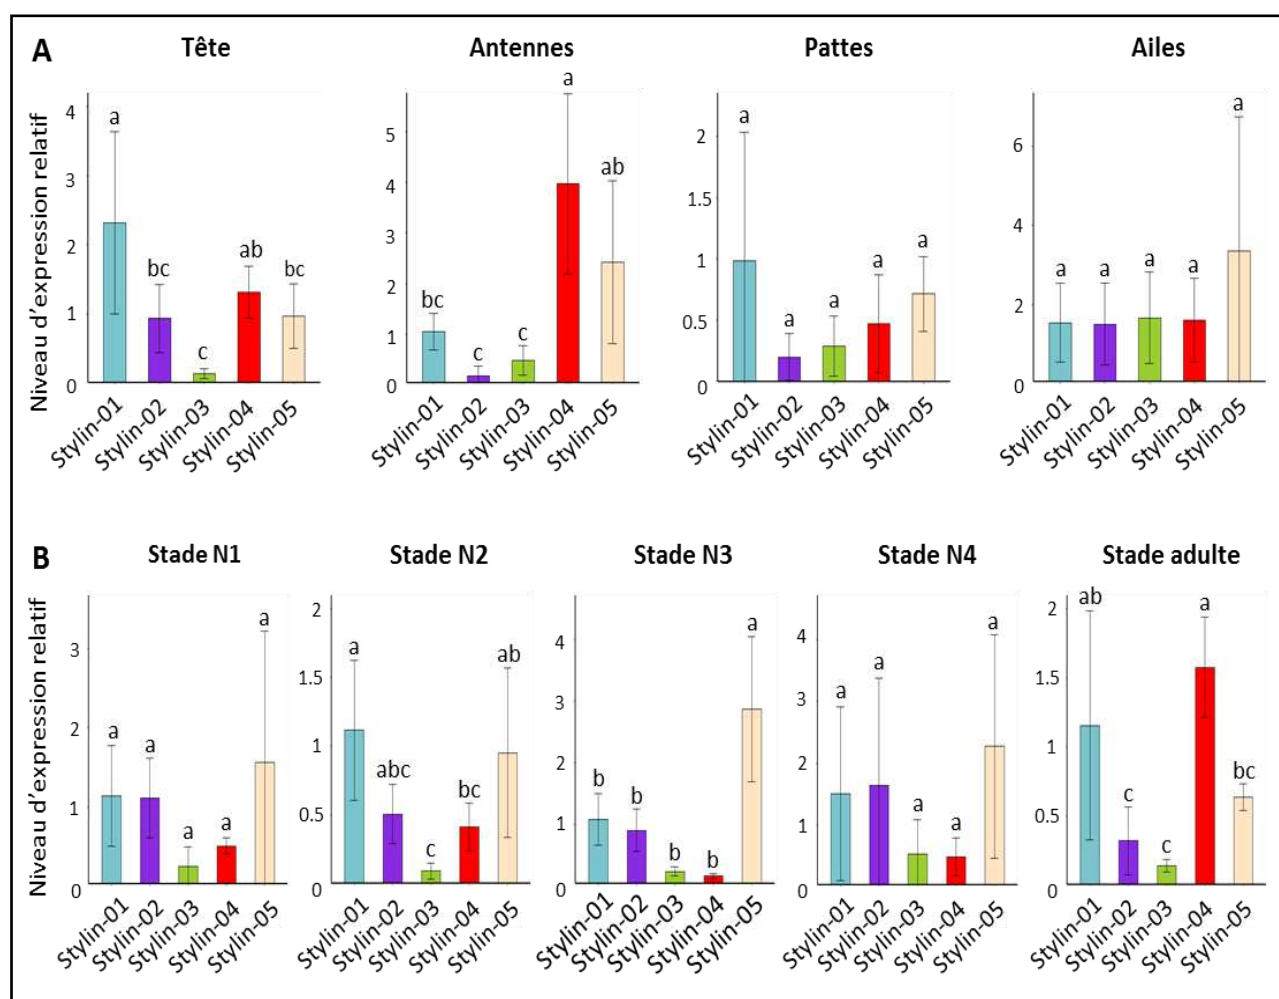 A
Tête
Antennes
Pattes
Ailes
Niveau d'expression relatif
4
3
2
1
0
a
bc
c
ab
bc
Stylin-01
Stylin-02
Stylin-03
Stylin-04
Stylin-05
5
4
3
2
1
0
bc
c
c
a
ab
Stylin-01
Stylin-02
Stylin-03
Stylin-04
Stylin-05
2
1.5
1
0.5
0
a
a
a
a
a
Stylin-01
Stylin-02
Stylin-03
Stylin-04
Stylin-05
6
4
2
0
a
a
a
a
a
Stylin-01
Stylin-02
Stylin-03
Stylin-04
Stylin-05
B
Stade N1
Stade N2
Stade N3
Stade N4
Stade adulte
Niveau d'expression relatif
3
2
1
0
a
a
a
a
a
Stylin-01
Stylin-02
Stylin-03
Stylin-04
Stylin-05
2
1.5
1
0.5
0
a
abc
c
bc
ab
Stylin-01
Stylin-02
Stylin-03
Stylin-04
Stylin-05
4
3
2
1
0
b
b
b
b
a
Stylin-01
Stylin-02
Stylin-03
Stylin-04
Stylin-05
4
3
2
1
0
a
a
a
a
a
Stylin-01
Stylin-02
Stylin-03
Stylin-04
Stylin-05
2
1.5
1
0.5
0
ab
c
c
a
bc
Stylin-01
Stylin-02
Stylin-03
Stylin-04
Stylin-05